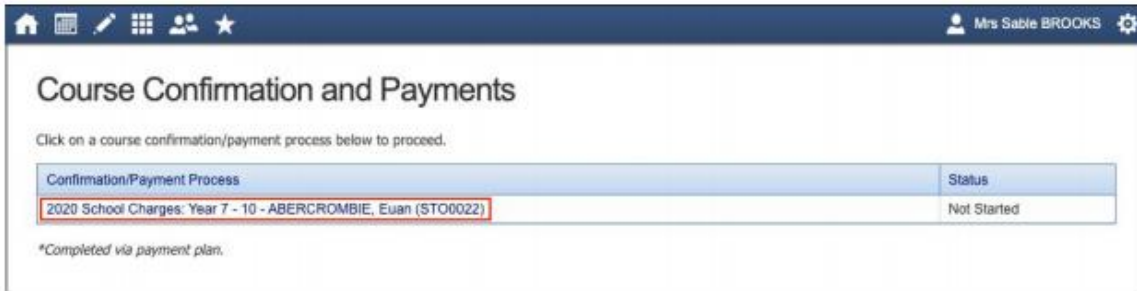 Mrs Sable BROOKS
Course Confirmation and Payments
Click on a course confirmation/payment process below to proceed.
Confirmation/Payment Process Status
2020 School Charges: Year 7 - 10 - ABERCROMBIE, Euan (STO0022) Not Started
*Completed via payment plan.